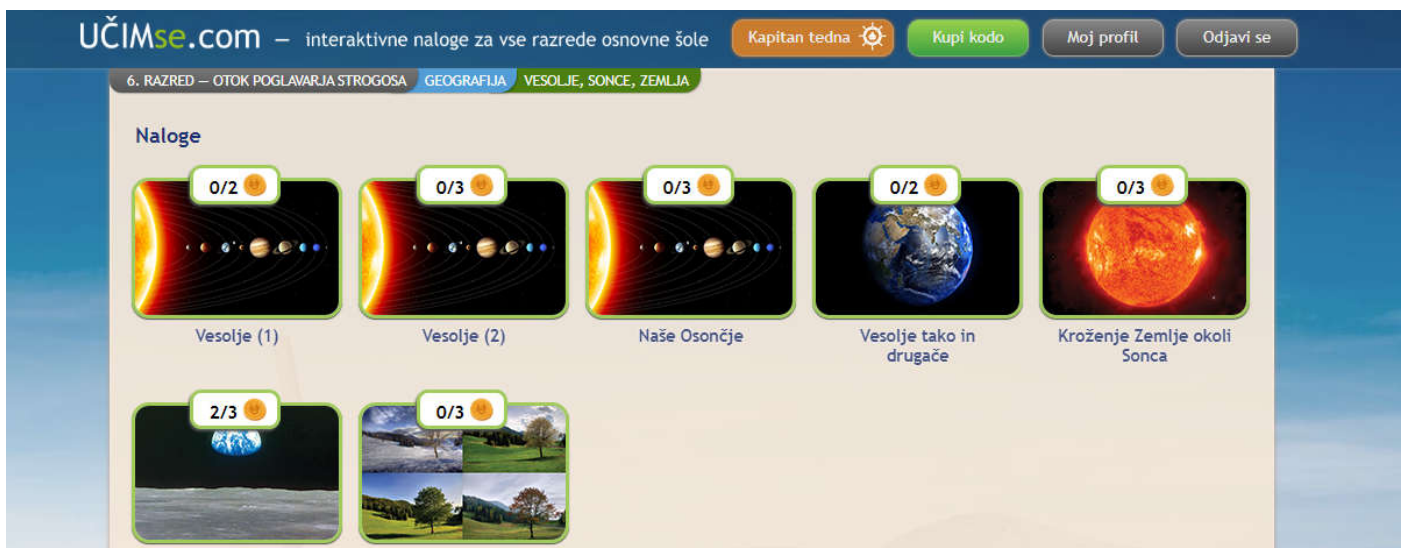 UČIMse.com – interaktivne naloge za vse razrede osnovne šole Kapitan tedna Kupi kodo Moj profil Odjavi se
6. RAZRED – OTOK POGLAVARJA STROGOSA GEOGRAFIJA VESOLJE, SONCE, ZEMLJA
Naloge
0/2 0/3 0/3 0/2 0/3
Vesolje (1) Vesolje (2) Naše Osončje Vesolje tako in Kroženje Zemlje okoli
drugače Sonca
2/3 0/3